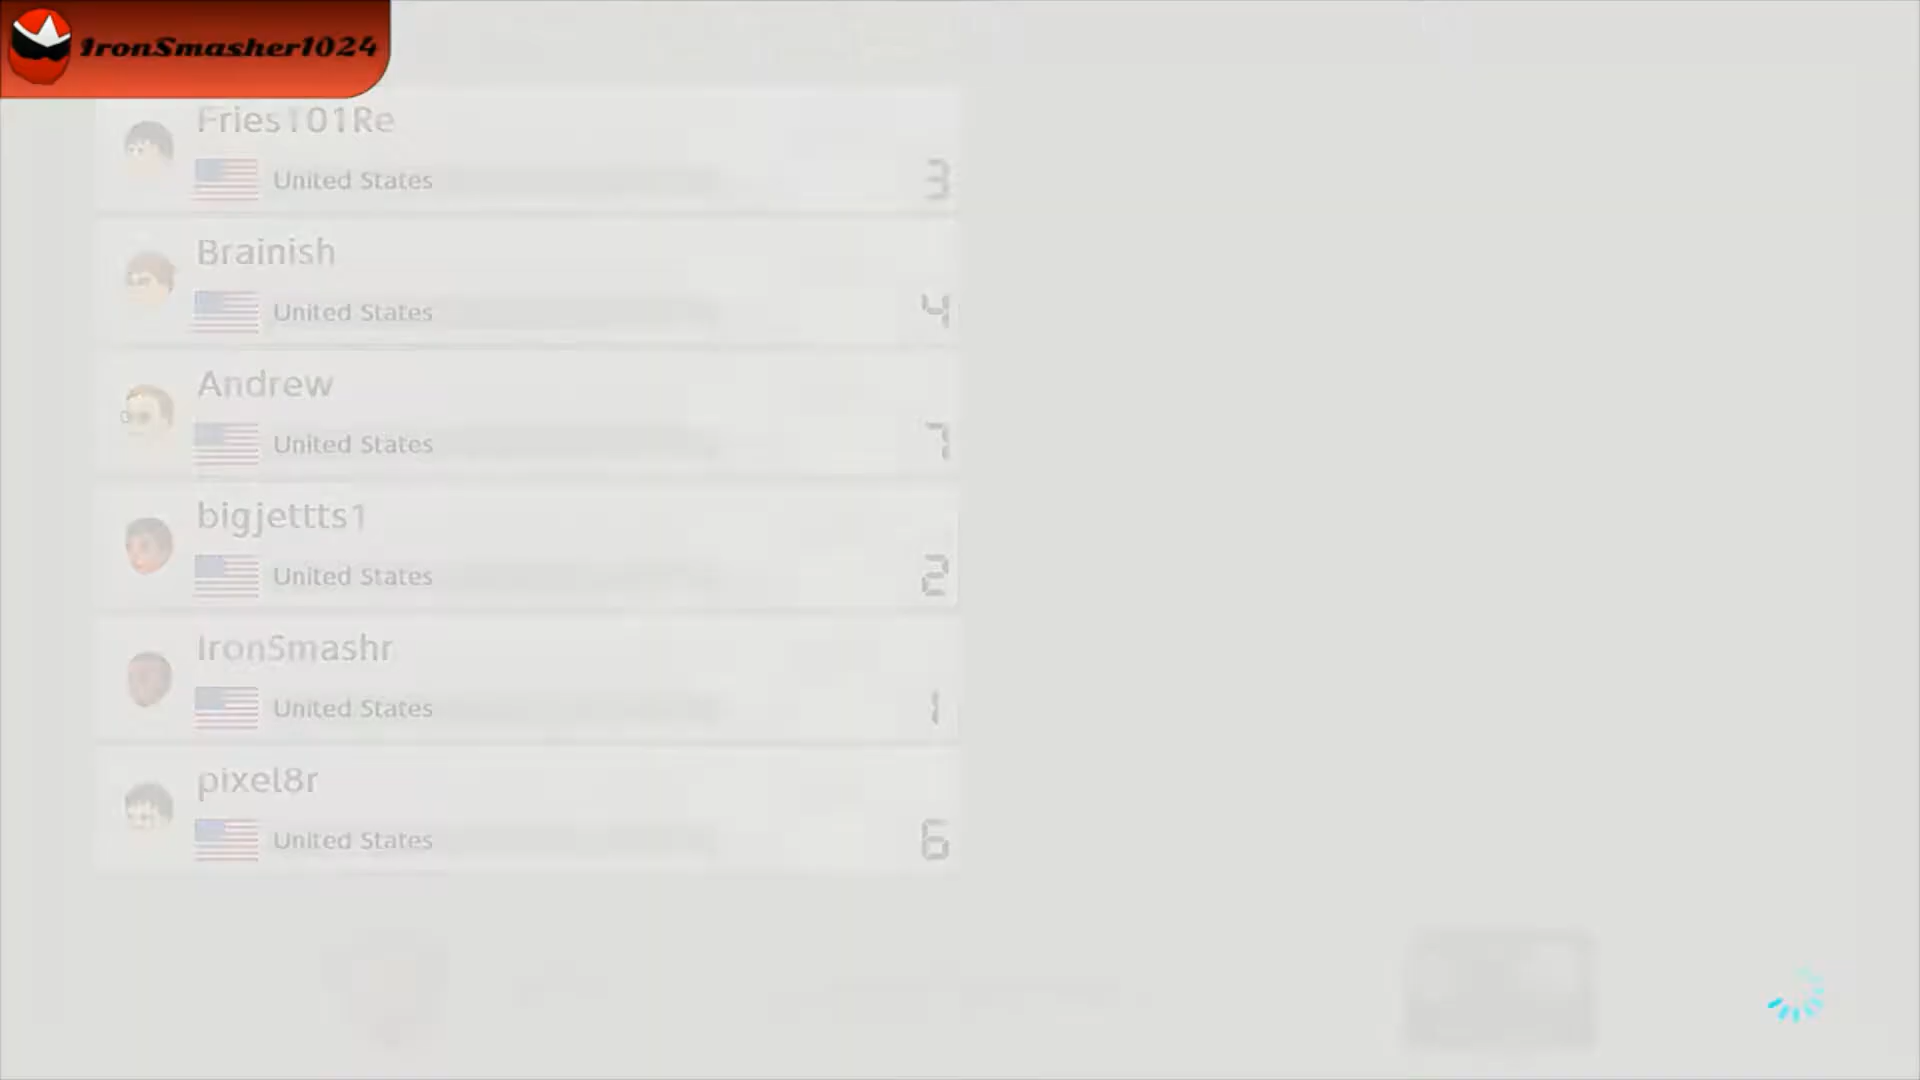 IronSmasher1024
Fries101Re
United States
3
Brainish
United States
4
Andrew
United States
7
bigjettts1
United States
2
IronSmashr
United States
1
pixel8r
United States
6